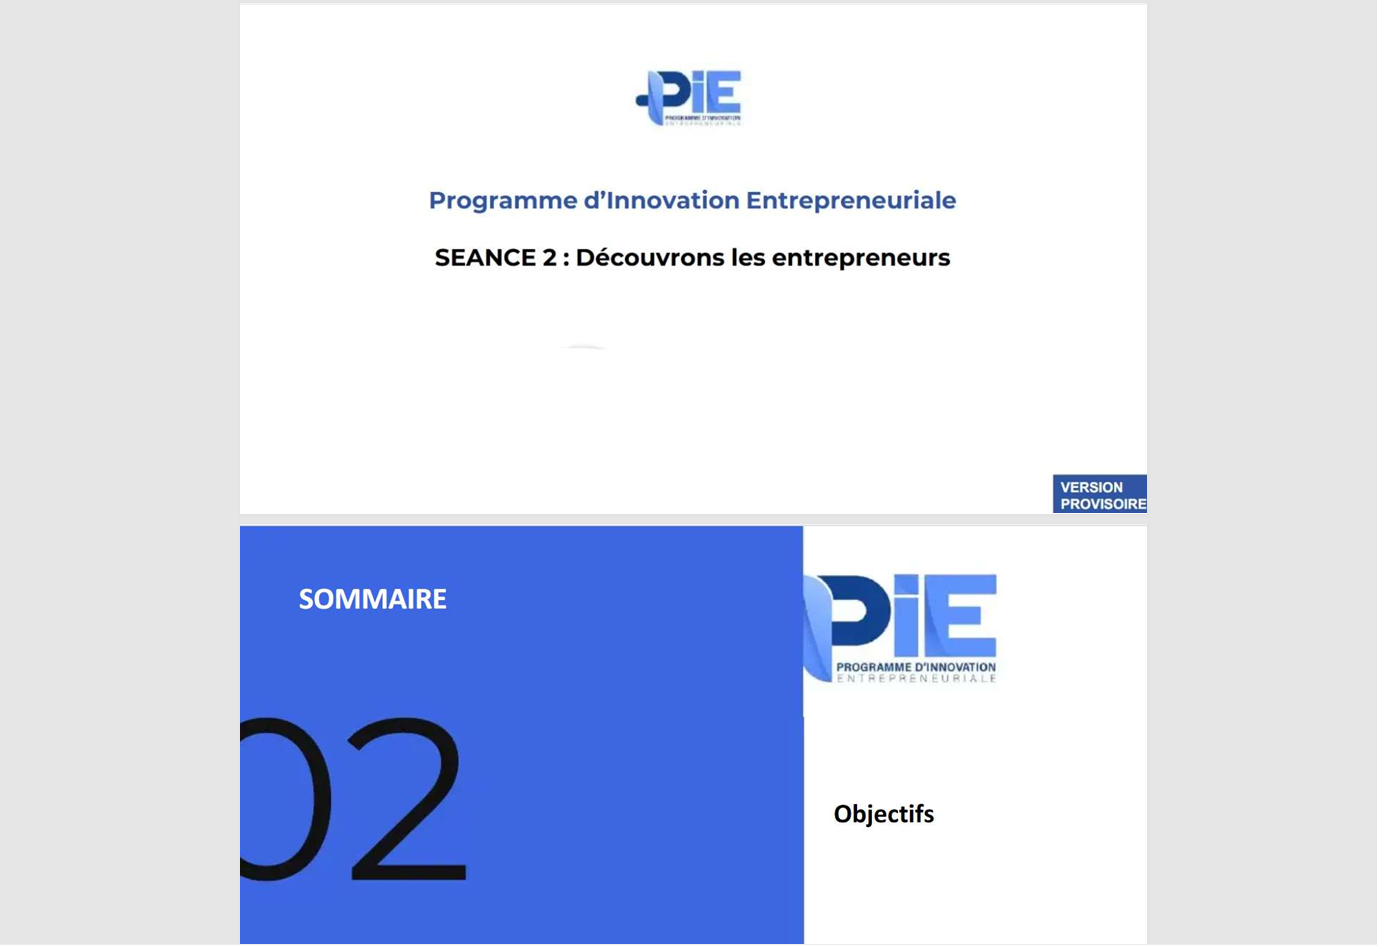 PiE
PROGRAMME D'INNOVATION
ENTREPRENEURIALE
Programme d’Innovation Entrepreneuriale
SEANCE 2 : Découvrons les entrepreneurs
VERSION
PROVISOIRE
SOMMAIRE
02
PiE
PROGRAMME D'INNOVATION
ENTREPRENEURIALE
Objectifs